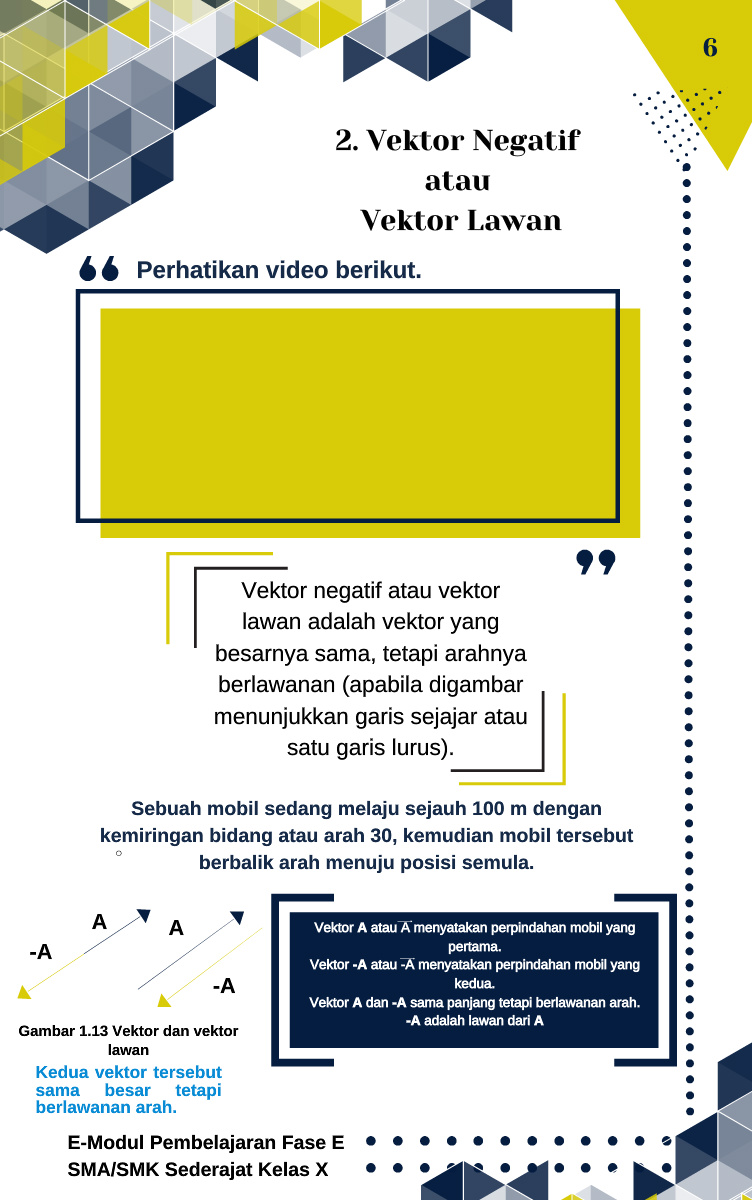 6
2. Vektor Negatif
atau
Vektor Lawan
Perhatikan video berikut.
Vektor negatif atau vektor
lawan adalah vektor yang
besarnya sama, tetapi arahnya
berlawanan (apabila digambar
menunjukkan garis sejajar atau
satu garis lurus).
Sebuah mobil sedang melaju sejauh 100 m dengan
kemiringan bidang atau arah 30, kemudian mobil tersebut
berbalik arah menuju posisi semula.
A
-A
A
-A
Gambar 1.13 Vektor dan vektor
lawan
Kedua vektor tersebut
sama besar tetapi
berlawanan arah.
Vektor A atau A̅ menyatakan perpindahan mobil yang
pertama.
Vektor -A atau -A̅ menyatakan perpindahan mobil yang
kedua.
Vektor A dan -A sama panjang tetapi berlawanan arah.
-A adalah lawan dari A
E-Modul Pembelajaran Fase E
SMA/SMK Sederajat Kelas X